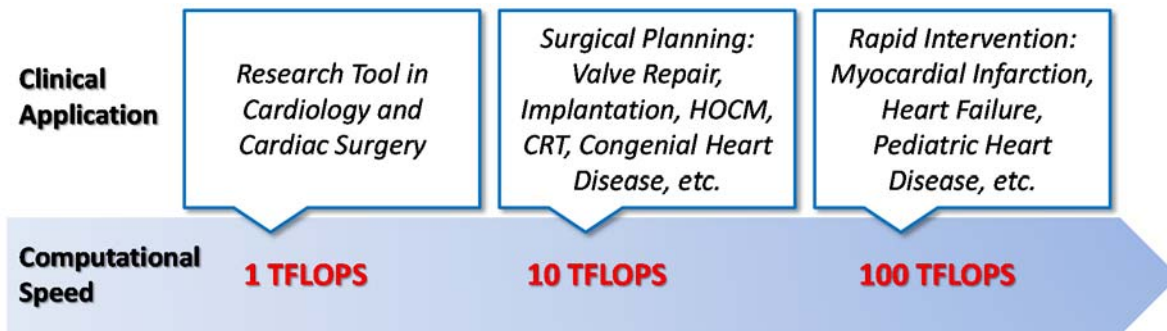 Clinical
Application
Research Tool in
Cardiology and
Cardiac Surgery
Surgical Planning:
Valve Repair,
Implantation, HOCM,
CRT, Congenial Heart
Disease, etc.
Rapid Intervention:
Myocardial Infarction,
Heart Failure,
Pediatric Heart
Disease, etc.
Computational
Speed
1 TFLOPS
10 TFLOPS
100 TFLOPS